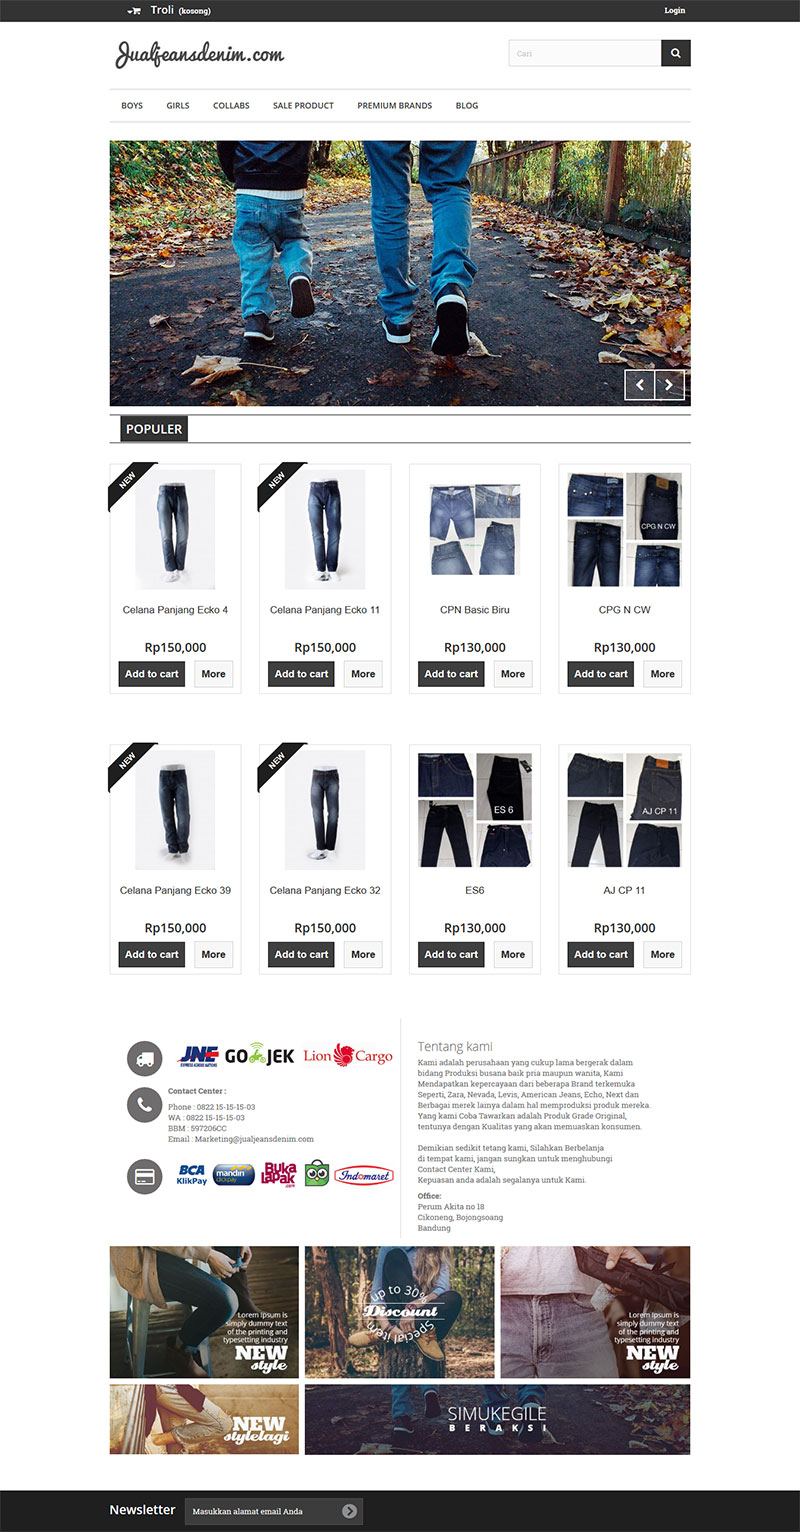 Troli (kosong)
Login
Jualjeansdenim.com
Cari
BOYS
GIRLS
COLLABS
SALE PRODUCT
PREMIUM BRANDS
BLOG
POPULER
NEW
NEW
CPG N CW
Celana Panjang Ecko 4
Celana Panjang Ecko 11
CPN Basic Biru
CPG N CW
Rp150,000
Rp150,000
Rp130,000
Rp130,000
Add to cart
More
Add to cart
More
Add to cart
More
Add to cart
More
NEW
NEW
ES 6
AJ CP 11
Celana Panjang Ecko 39
Celana Panjang Ecko 32
ES6
AJ CP 11
Rp150,000
Rp150,000
Rp130,000
Rp130,000
Add to cart
More
Add to cart
More
Add to cart
More
Add to cart
More
JNE
EXPRESS ACROSS NATIONS
GO JEK
Lion Cargo
Contact Center :
Phone : 0822 15-15-15-03
WA : 0822 15-15-15-03
BBM : 597206CC
Email : Marketing@jualjeansdenim.com
BCA
KlikPay
mandiri
clickpay
BukaLapak
.com
Indomaret
Tentang kami
Kami adalah perusahaan yang cukup lama bergerak dalam
bidang Produksi busana baik pria maupun wanita, Kami
Mendapatkan kepercayaan dari beberapa Brand terkemuka
Seperti, Zara, Nevada, Levis, American Jeans, Echo, Next dan
Berbagai merek lainya dalam hal memproduksi produk mereka.
Yang kami Coba Tawarkan adalah Produk Grade Original,
tentunya dengan Kualitas yang akan memuaskan konsumen.
Demikian sedikit tetang kami, Silahkan Berbelanja
di tempat kami, jangan sungkan untuk menghubungi
Contact Center Kami,
Kepuasan anda adalah segalanya untuk Kami.
Office:
Perum Akita no 18
Cikoneng, Bojongsoang
Bandung
Lorem Ipsum is
simply dummy text
of the printing and
typesetting industry
NEW
style
up to 30%
Discount
Special item
Lorem Ipsum is
simply dummy text
of the printing and
typesetting industry
NEW
style
NEW
stylelagi
SIMUKEGILE
BERAKSI
Newsletter
Masukkan alamat email Anda